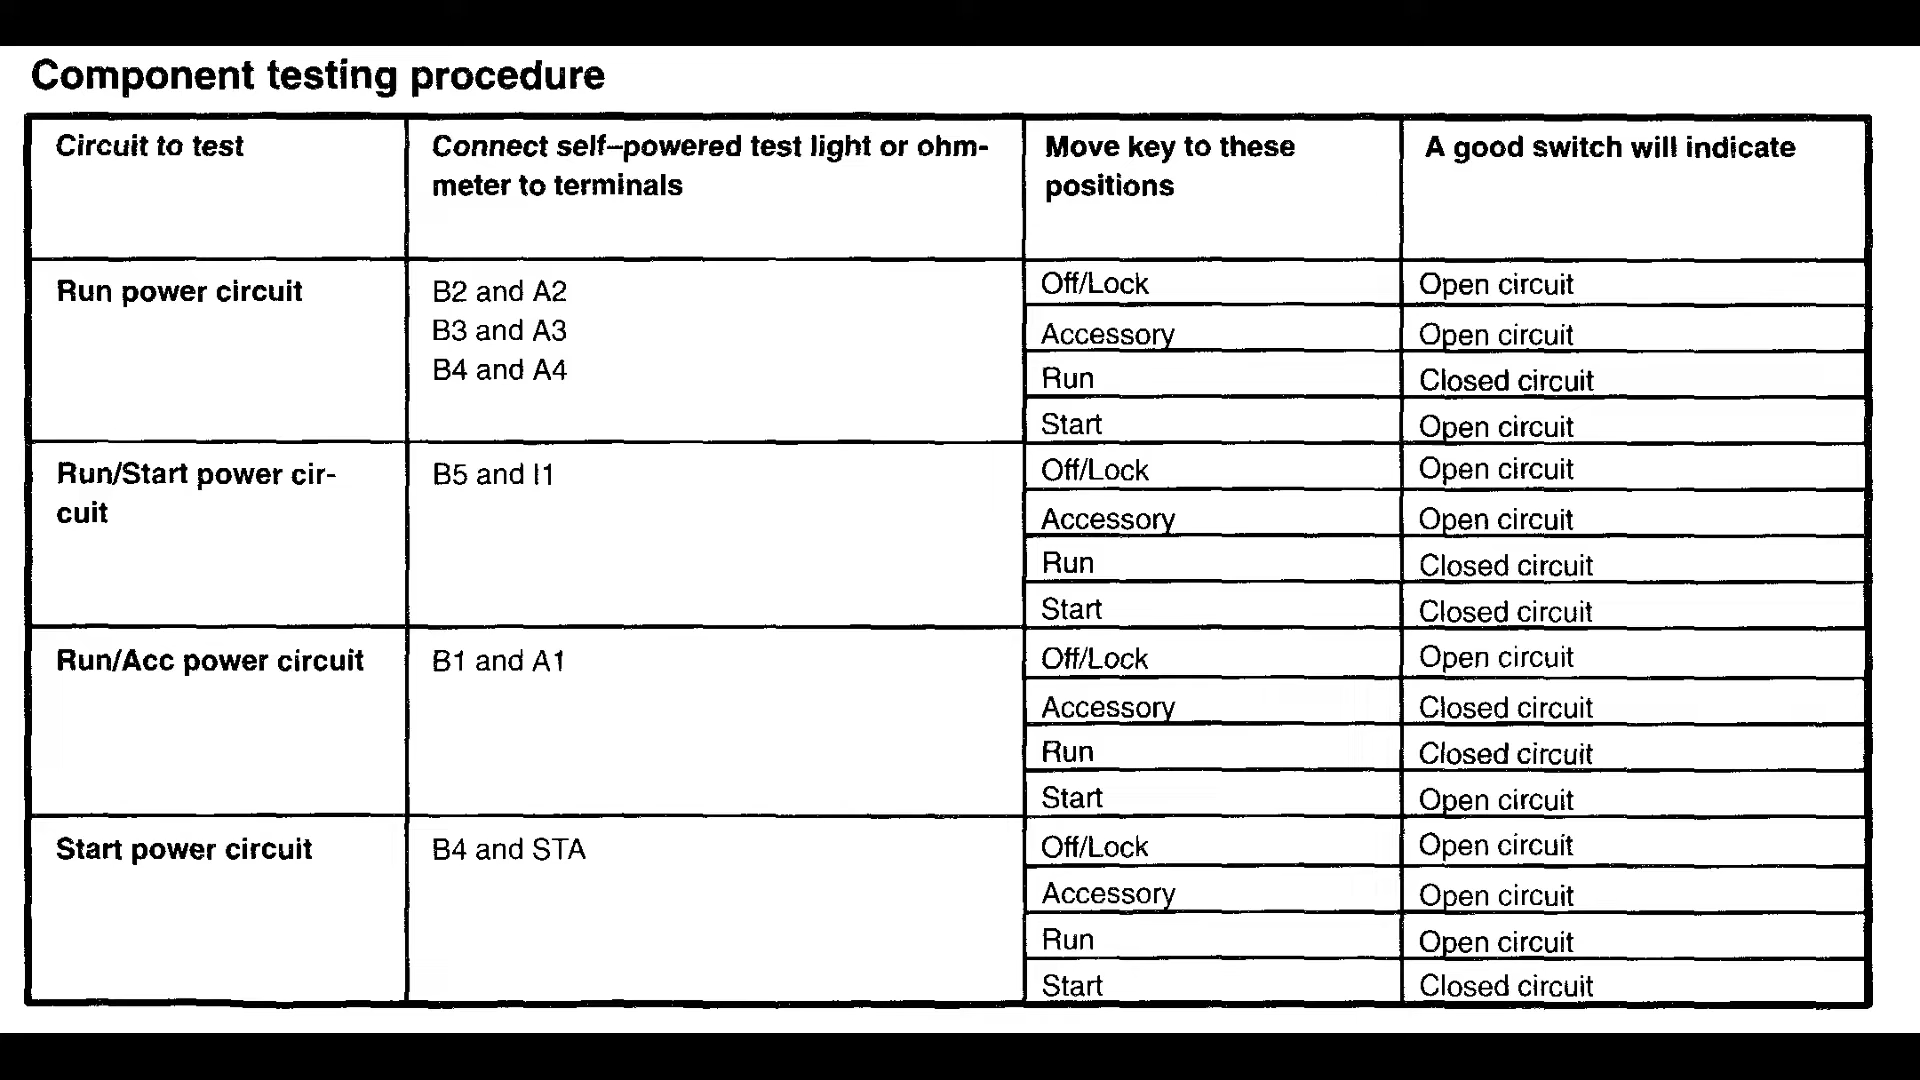 Component testing procedure
Circuit to test
Connect self–powered test light or ohm-
meter to terminals
Move key to these
positions
A good switch will indicate
Run power circuit
B2 and A2
B3 and A3
B4 and A4
Off/Lock
Open circuit
Accessory
Open circuit
Run
Closed circuit
Start
Open circuit
Run/Start power cir-
cuit
B5 and I1
Off/Lock
Open circuit
Accessory
Open circuit
Run
Closed circuit
Start
Closed circuit
Run/Acc power circuit
B1 and A1
Off/Lock
Open circuit
Accessory
Closed circuit
Run
Closed circuit
Start
Open circuit
Start power circuit
B4 and STA
Off/Lock
Open circuit
Accessory
Open circuit
Run
Open circuit
Start
Closed circuit